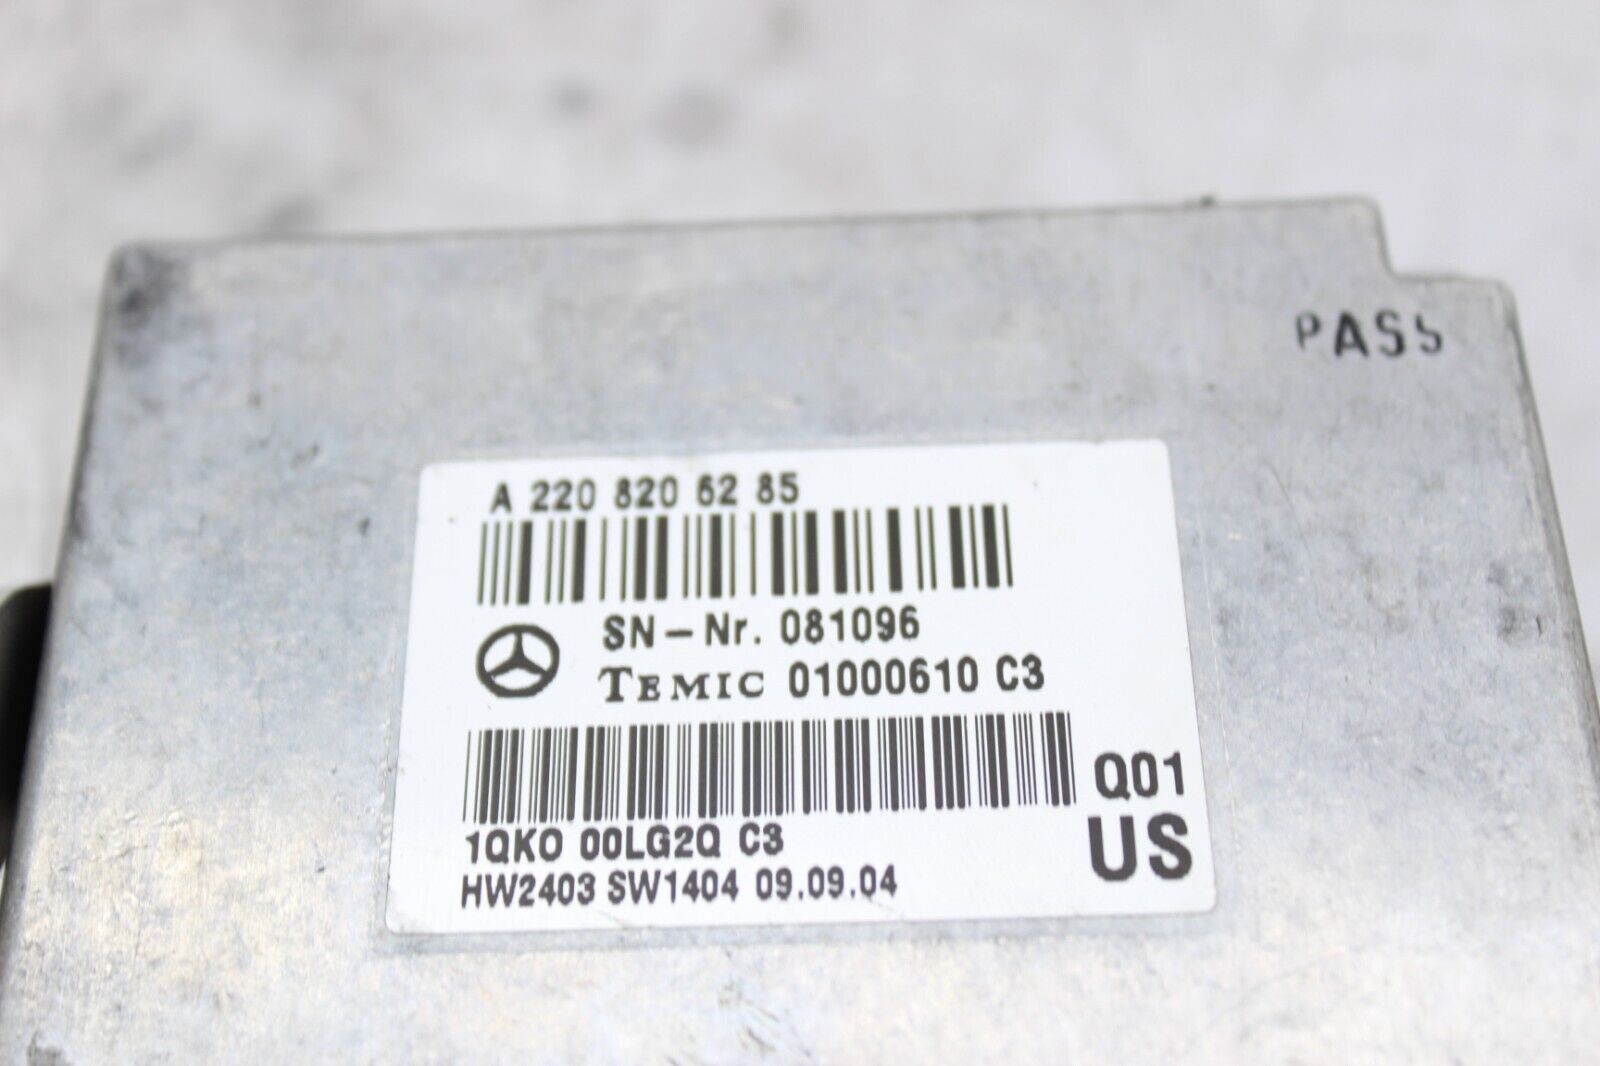 PASS
A 220 820 62 85
SN-Nr. 081096
TEMIC 01000610 C3
Q01
1QKO 00LG2Q C3
US
HW2403 SW1404 09.09.04